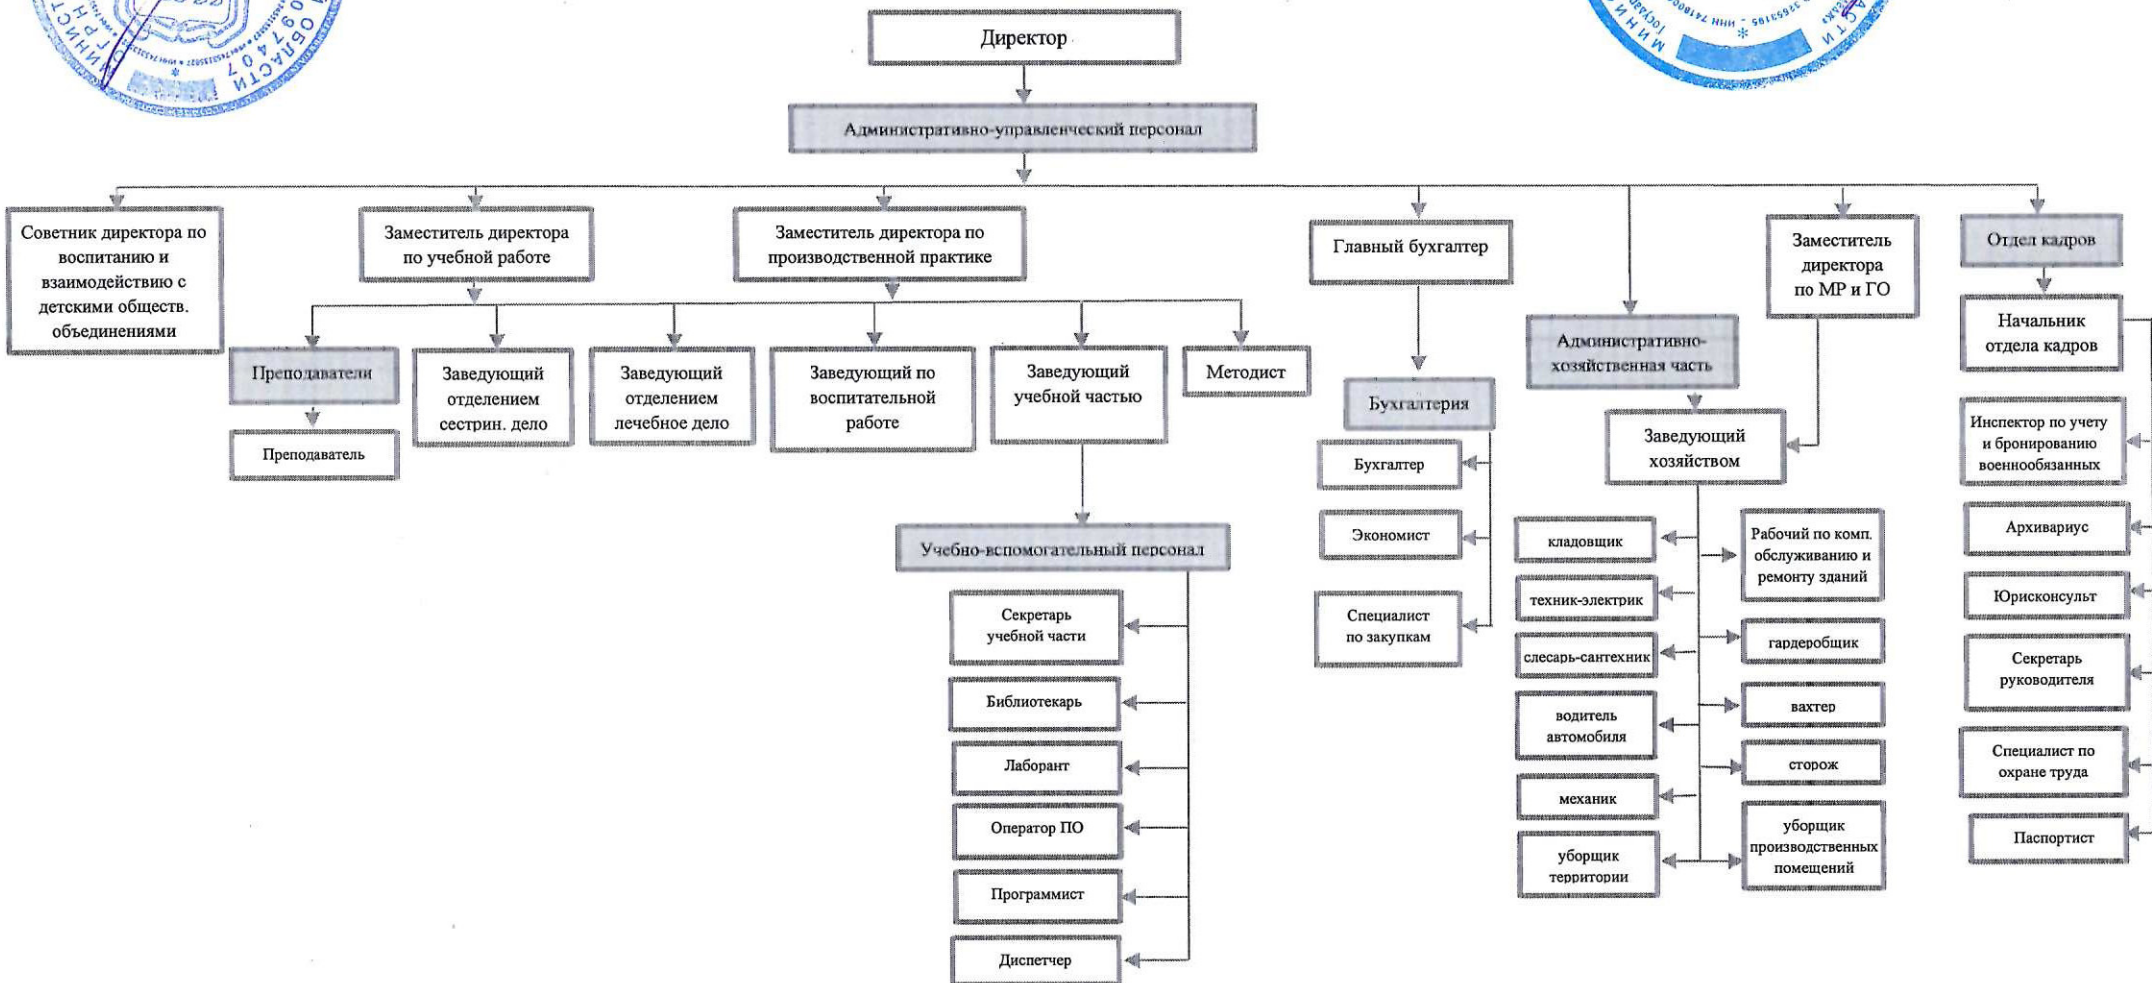 Директор
Административно-управленческий персонал
Советник директора по
воспитанию и
взаимодействию с
детскими обществ.
объединениями
Заместитель директора
по учебной работе
Заместитель директора по
производственной практике
Главный бухгалтер
Заместитель
директора
по МР и ГО
Отдел кадров
Преподаватели
Преподаватель
Заведующий
отделением
сестрин. дело
Заведующий
отделением
лечебное дело
Заведующий по
воспитательной
работе
Заведующий
учебной частью
Методист
Учебно-вспомогательный персонал
Секретарь
учебной части
Библиотекарь
Лаборант
Оператор ПО
Программист
Диспетчер
Бухгалтерия
Бухгалтер
Экономист
Специалист
по закупкам
Административно-
хозяйственная часть
Заведующий
хозяйством
кладовщик
техник-электрик
слесарь-сантехник
водитель
автомобиля
механик
уборщик
территории
Рабочий по комп.
обслуживанию и
ремонту зданий
гардеробщик
вахтер
сторож
уборщик
производственных
помещений
Начальник
отдела кадров
Инспектор по учету
и бронированию
военнообязанных
Архивариус
Юрисконсульт
Секретарь
руководителя
Специалист по
охране труда
Паспортист